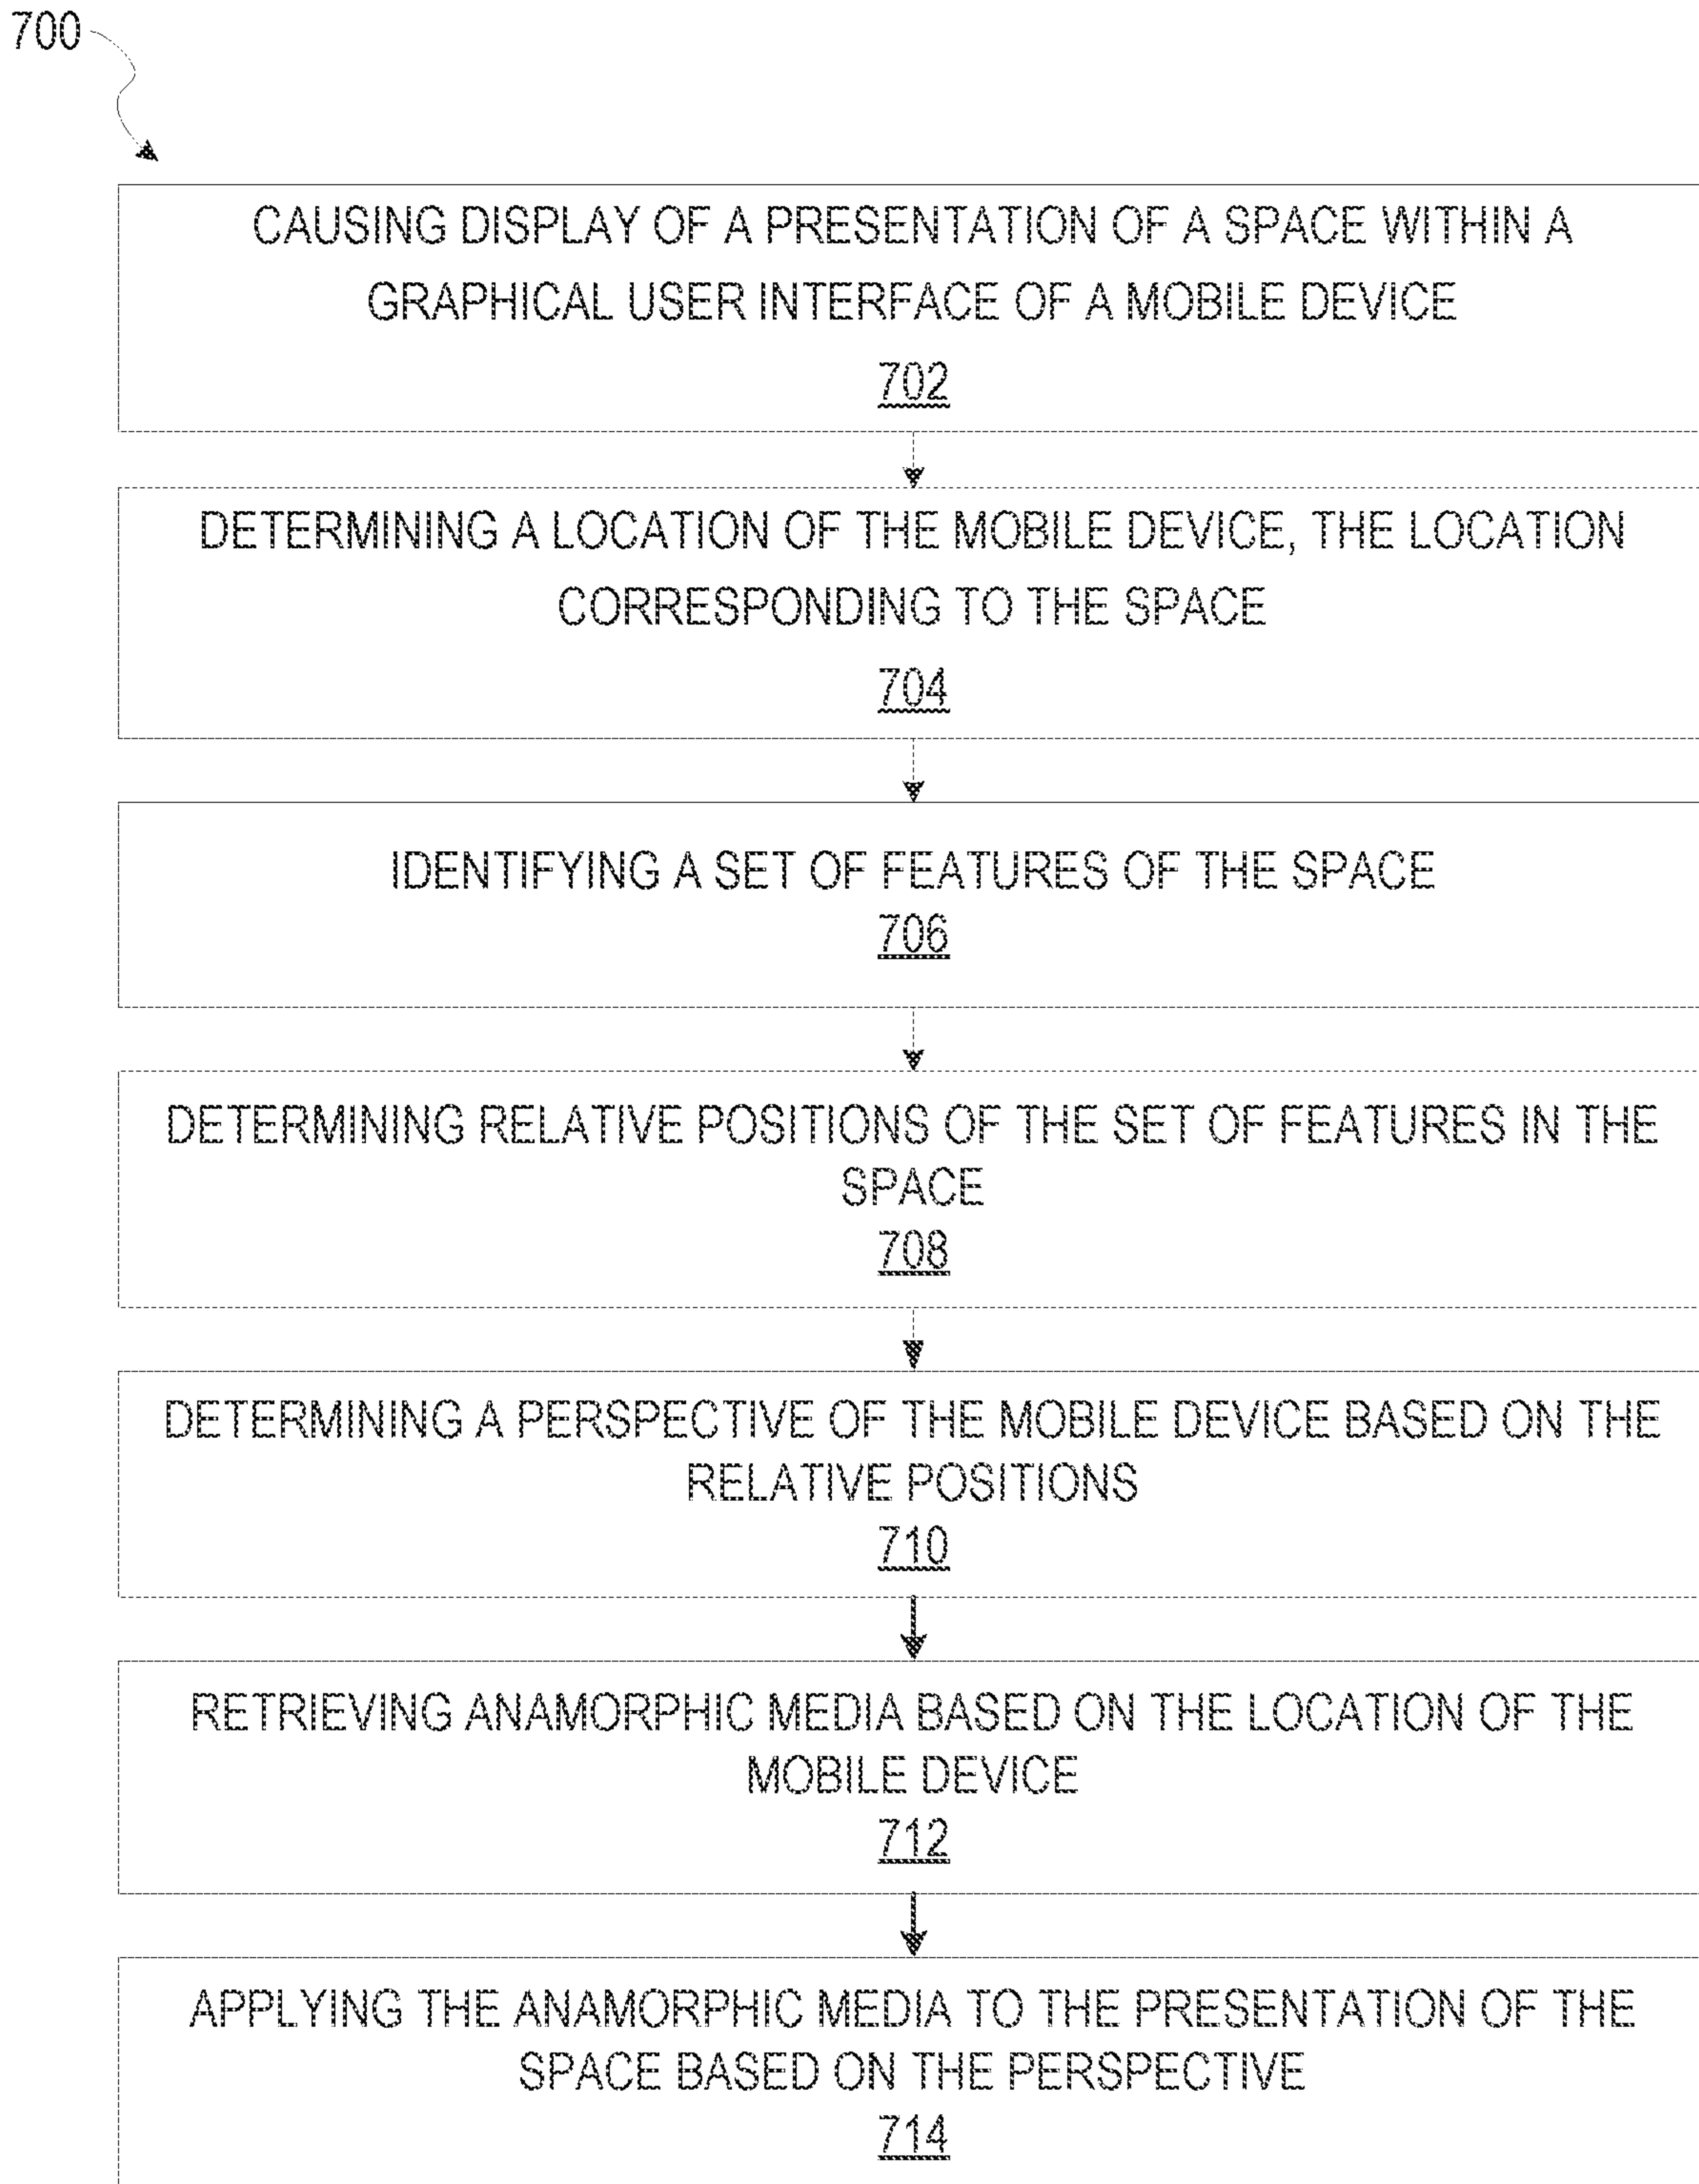 700
CAUSING DISPLAY OF A PRESENTATION OF A SPACE WITHIN A
GRAPHICAL USER INTERFACE OF A MOBILE DEVICE
702
DETERMINING A LOCATION OF THE MOBILE DEVICE, THE LOCATION
CORRESPONDING TO THE SPACE
704
IDENTIFYING A SET OF FEATURES OF THE SPACE
706
DETERMINING RELATIVE POSITIONS OF THE SET OF FEATURES IN THE
SPACE
708
DETERMINING A PERSPECTIVE OF THE MOBILE DEVICE BASED ON THE
RELATIVE POSITIONS
710
RETRIEVING ANAMORPHIC MEDIA BASED ON THE LOCATION OF THE
MOBILE DEVICE
712
APPLYING THE ANAMORPHIC MEDIA TO THE PRESENTATION OF THE
SPACE BASED ON THE PERSPECTIVE
714